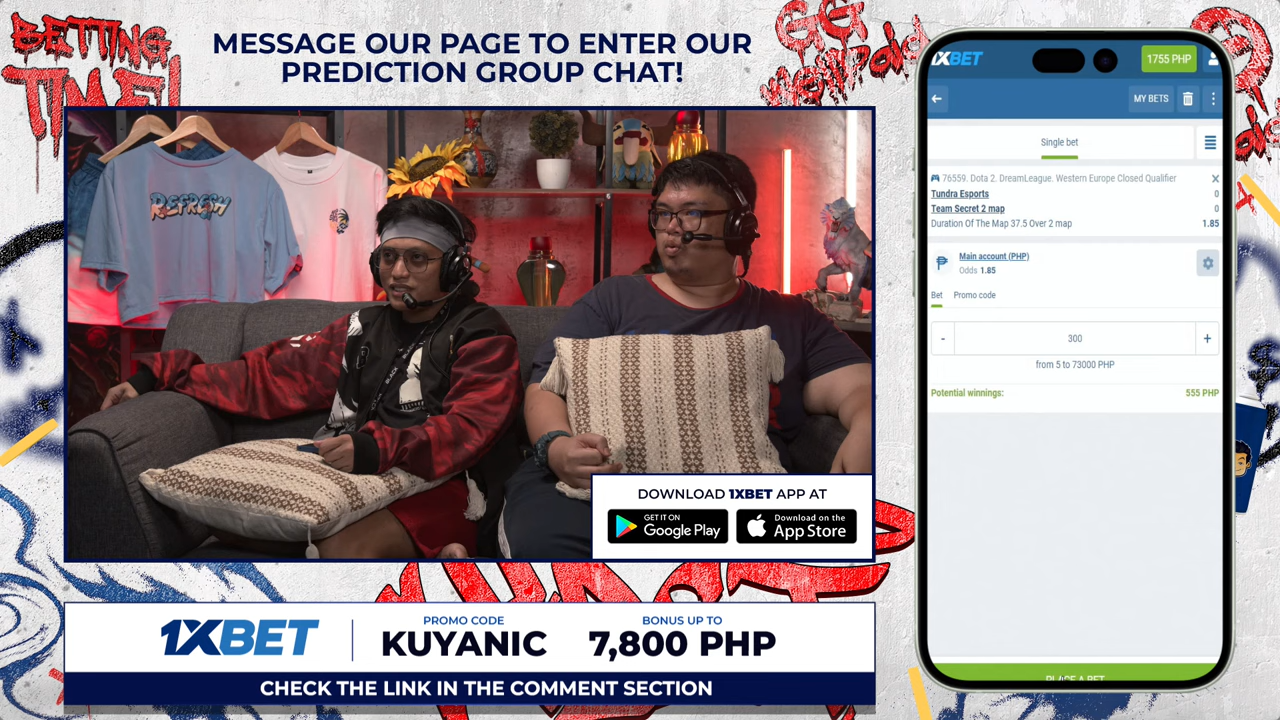 BETTING
TIME!
MESSAGE OUR PAGE TO ENTER OUR
PREDICTION GROUP CHAT!
GG
REFRESH
DOWNLOAD 1XBET APP AT
GET IT ON
Google Play
Download on the
App Store
1XBET
PROMO CODE
KUYANIC
BONUS UP TO
7,800 PHP
CHECK THE LINK IN THE COMMENT SECTION
1XBET
1755 PHP
MY BETS
Single bet
76559. Dota 2. DreamLeague. Western Europe Closed Qualifier
Tundra Esports 0
Team Secret 2 map 0
Duration Of The Map 37.5 Over 2 map 1.85
Main account (PHP)
Odds 1.85
Bet Promo code
- 300 +
from 5 to 73000 PHP
Potential winnings: 555 PHP
PLACE A BET